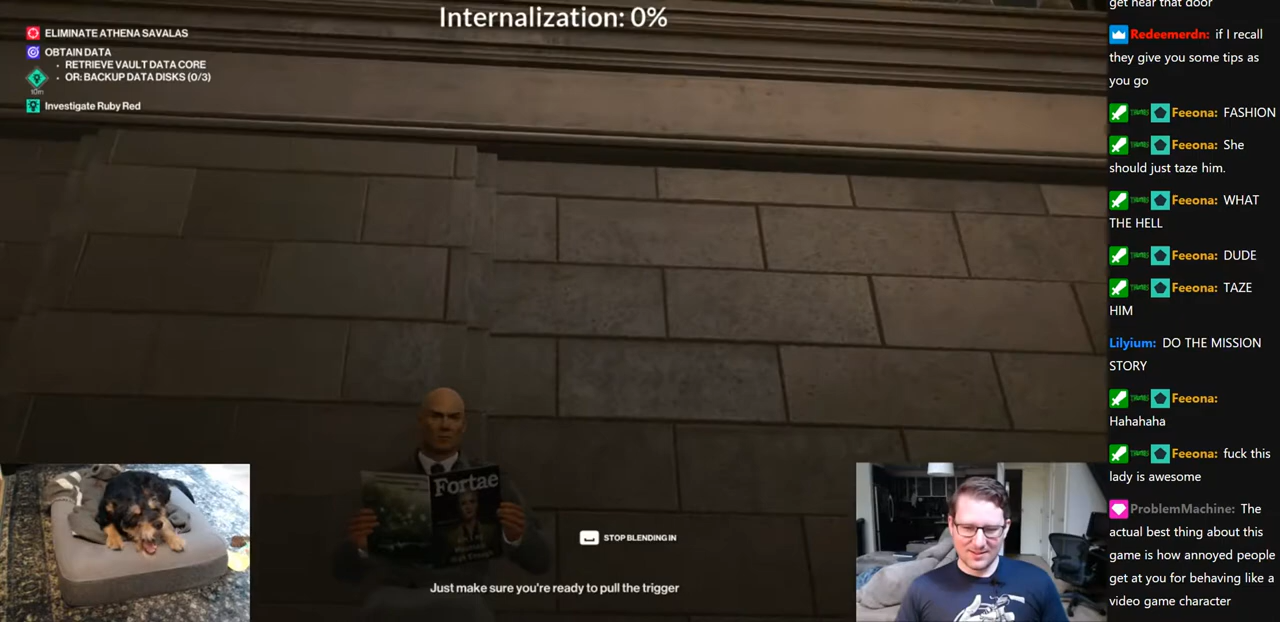 Internalization: 0%
ELIMINATE ATHENA SAVALAS
OBTAIN DATA
• RETRIEVE VAULT DATA CORE
• OR: BACKUP DATA DISKS (0/3)
10m
Investigate Ruby Red
Fortae
STOP BLENDING IN
Just make sure you're ready to pull the trigger
get near that door
Redeemerdn: if I recall
they give you some tips as
you go
Feeona: FASHION
Feeona: She
should just taze him.
Feeona: WHAT
THE HELL
Feeona: DUDE
Feeona: TAZE
HIM
Lilyium: DO THE MISSION
STORY
Feeona:
Hahahaha
Feeona: fuck this
lady is awesome
ProblemMachine: The
actual best thing about this
game is how annoyed people
get at you for behaving like a
video game character